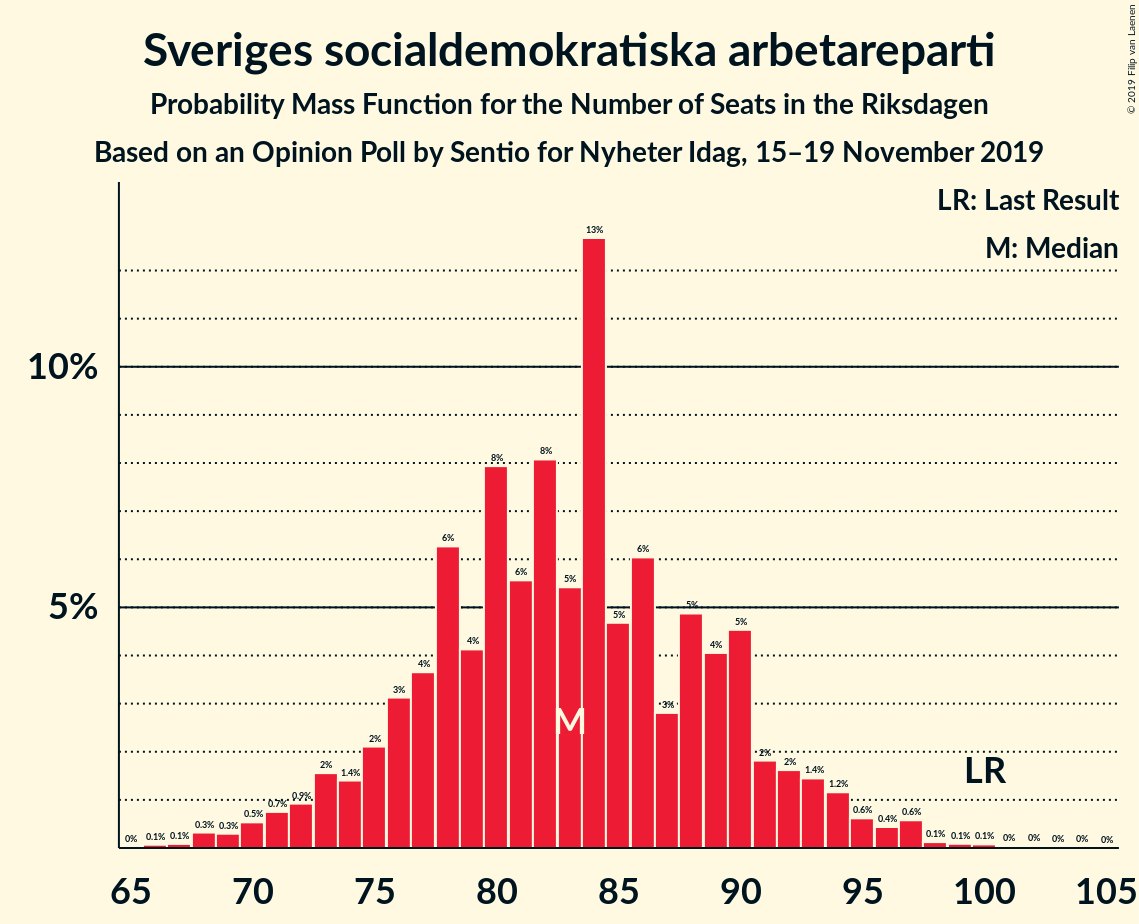 Sveriges socialdemokratiska arbetareparti
Probability Mass Function for the Number of Seats in the Riksdagen
Based on an Opinion Poll by Sentio for Nyheter Idag, 15–19 November 2019
© 2019 Filip van Laenen
LR: Last Result
M: Median
10%
5%
0% 0.1% 0.1% 0.3% 0.3% 0.5% 0.7% 0.9% 2% 1.4% 2% 3% 4% 6% 4% 8% 6% 8% 5% 13% 5% 6% 3% 5% 4% 5% 2% 2% 1.4% 1.2% 0.6% 0.4% 0.6% 0.1% 0.1% 0.1% 0% 0% 0% 0% 0%
M
LR
65 70 75 80 85 90 95 100 105